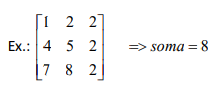 [1 2 2]
Ex.: [4 5 2] => soma = 8
[7 8 2]